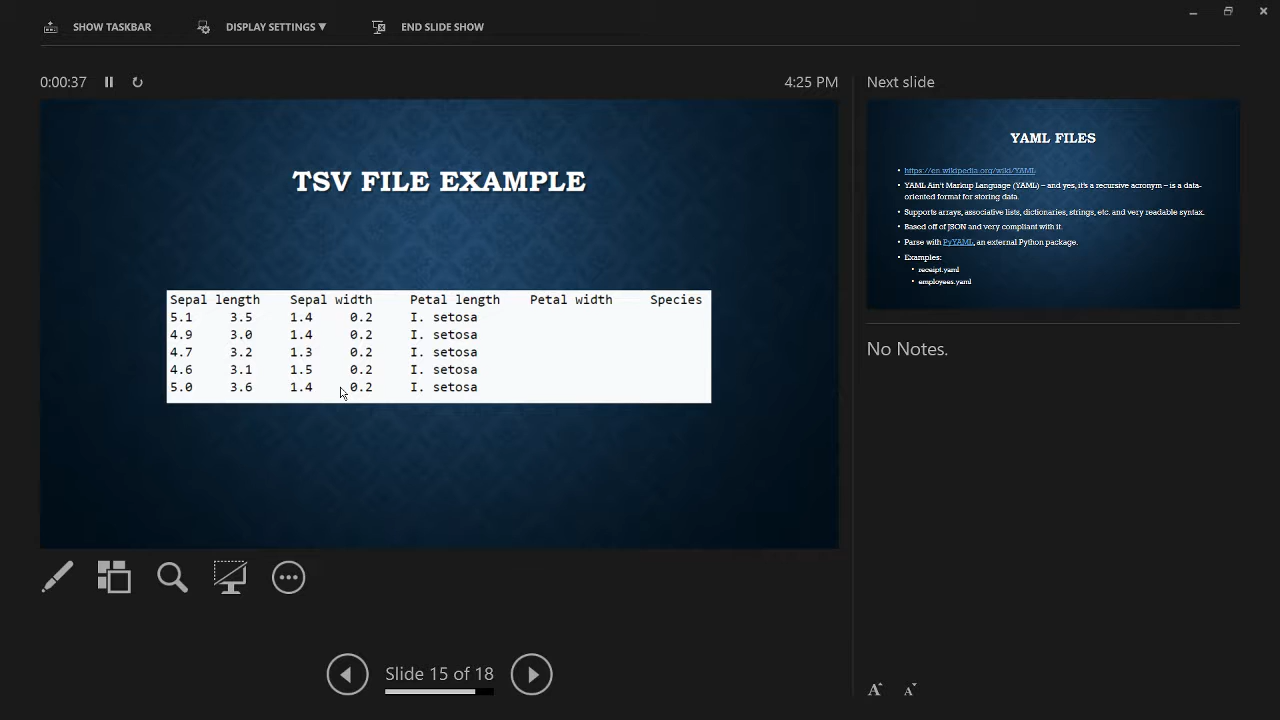 SHOW TASKBAR DISPLAY SETTINGS ▼ END SLIDE SHOW
0:00:37 4:25 PM
TSV FILE EXAMPLE
Sepal length Sepal width Petal length Petal width Species
5.1 3.5 1.4 0.2 I. setosa
4.9 3.0 1.4 0.2 I. setosa
4.7 3.2 1.3 0.2 I. setosa
4.6 3.1 1.5 0.2 I. setosa
5.0 3.6 1.4 0.2 I. setosa
Slide 15 of 18
Next slide
YAML FILES
• https://en.wikipedia.org/wiki/YAML
• YAML Ain't Markup Language (YAML) – and yes, it's a recursive acronym – is a data-
oriented format for storing data.
• Supports arrays, associative lists, dictionaries, strings, etc. and very readable syntax.
• Based off of JSON and very compliant with it.
• Parse with PyYAML, an external Python package.
• Examples:
• receipt.yaml
• employees.yaml
No Notes.
A A